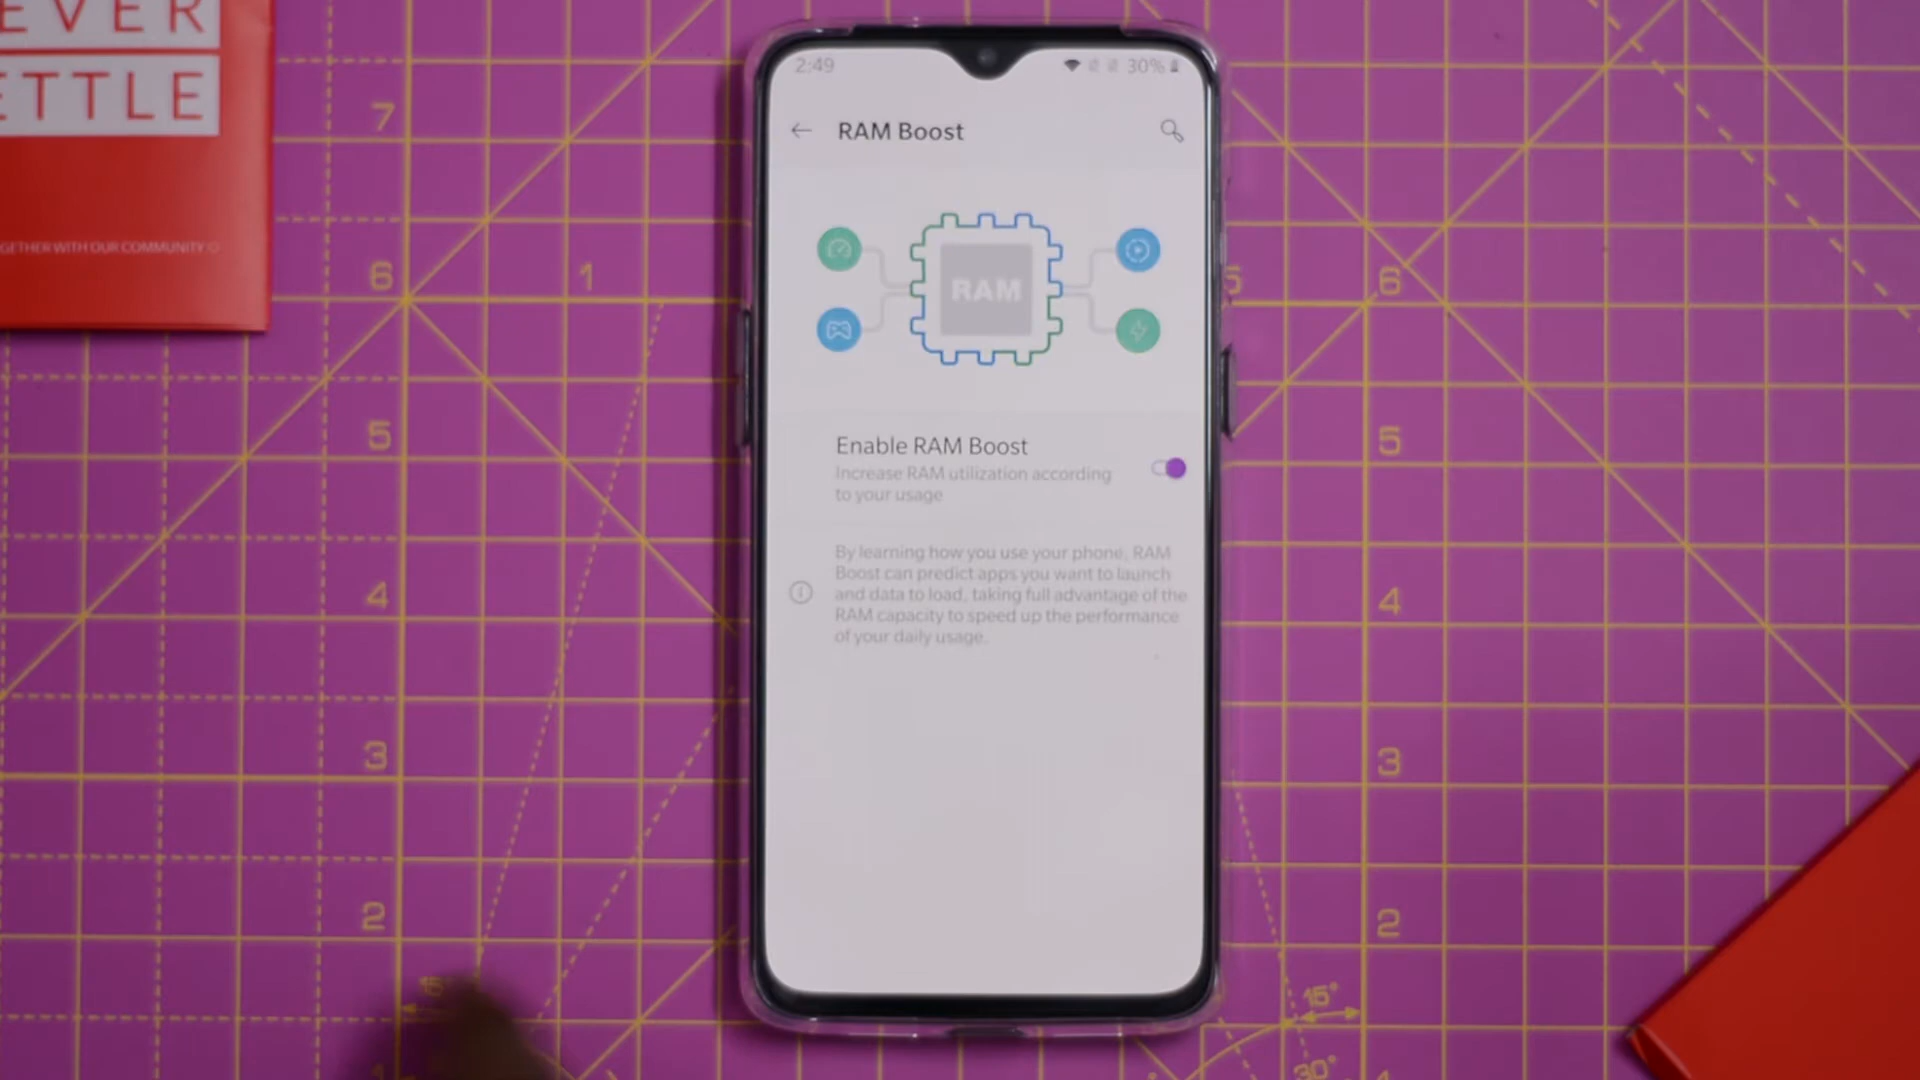 EVER
ETTLE
GETHER WITH OUR COMMUNITY
2:49
30%
RAM Boost
RAM
Enable RAM Boost
Increase RAM utilization according
to your usage
By learning how you use your phone, RAM
Boost can predict apps you want to launch
and data to load, taking full advantage of the
RAM capacity to speed up the performance
of your daily usage.
7
6
1
5
4
3
2
5
6
5
4
3
2
15°
30°